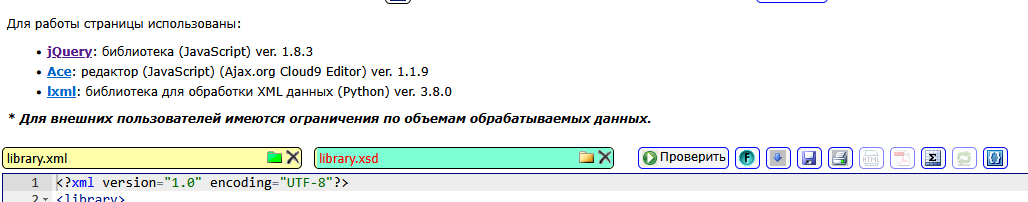 Для работы страницы использованы:
• jQuery: библиотека (JavaScript) ver. 1.8.3
• Ace: редактор (JavaScript) (Ajax.org Cloud9 Editor) ver. 1.1.9
• lxml: библиотека для обработки XML данных (Python) ver. 3.8.0
* Для внешних пользователей имеются ограничения по объемам обрабатываемых данных.
library.xml library.xsd Проверить F HTML Σ
1 <?xml version="1.0" encoding="UTF-8"?>
2 <library>